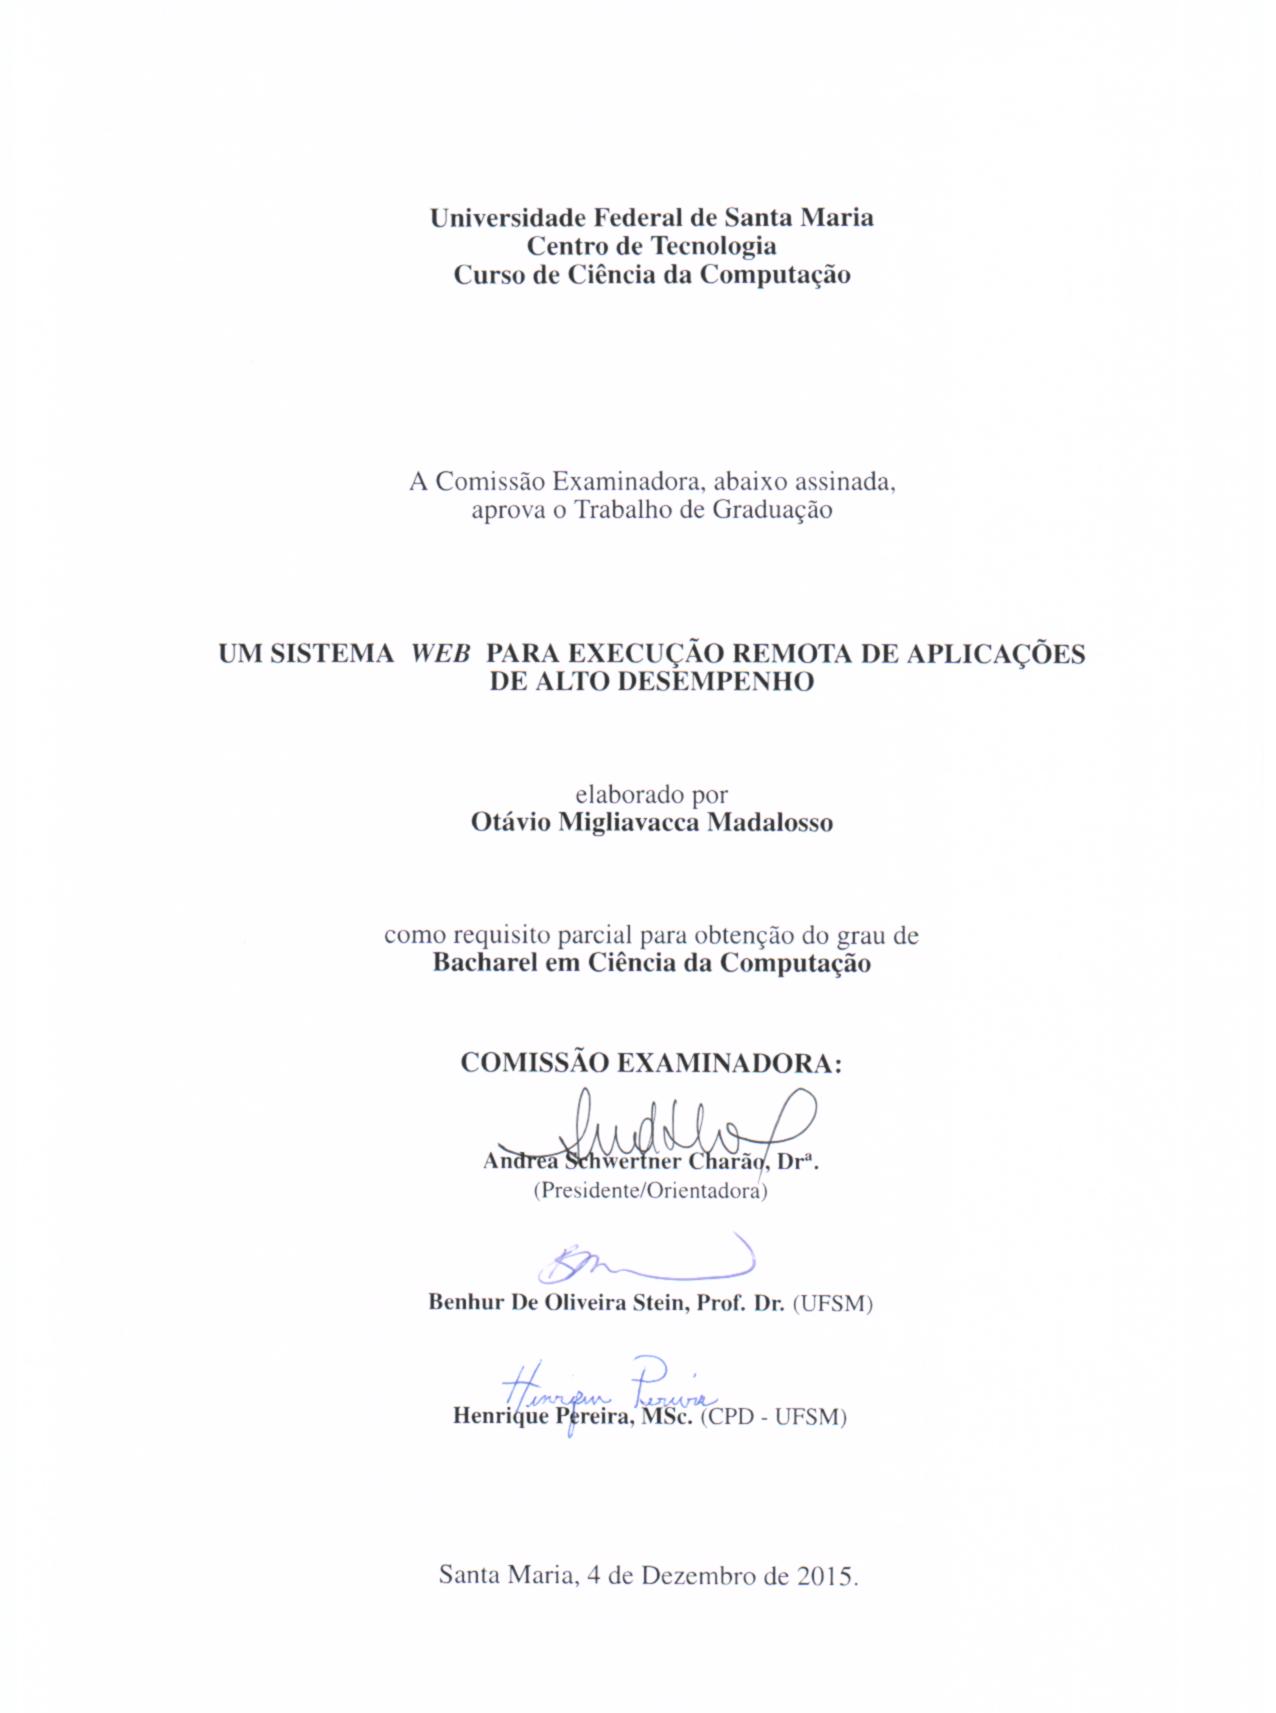 Universidade Federal de Santa Maria
Centro de Tecnologia
Curso de Ciência da Computação
A Comissão Examinadora, abaixo assinada,
aprova o Trabalho de Graduação
UM SISTEMA WEB PARA EXECUÇÃO REMOTA DE APLICAÇÕES
DE ALTO DESEMPENHO
elaborado por
Otávio Migliavacca Madalosso
como requisito parcial para obtenção do grau de
Bacharel em Ciência da Computação
COMISSÃO EXAMINADORA:
Andrea Schwertner Charão, Drª.
(Presidente/Orientadora)
Benhur De Oliveira Stein, Prof. Dr. (UFSM)
Henrique Pereira
Henrique Pereira, MSc. (CPD - UFSM)
Santa Maria, 4 de Dezembro de 2015.